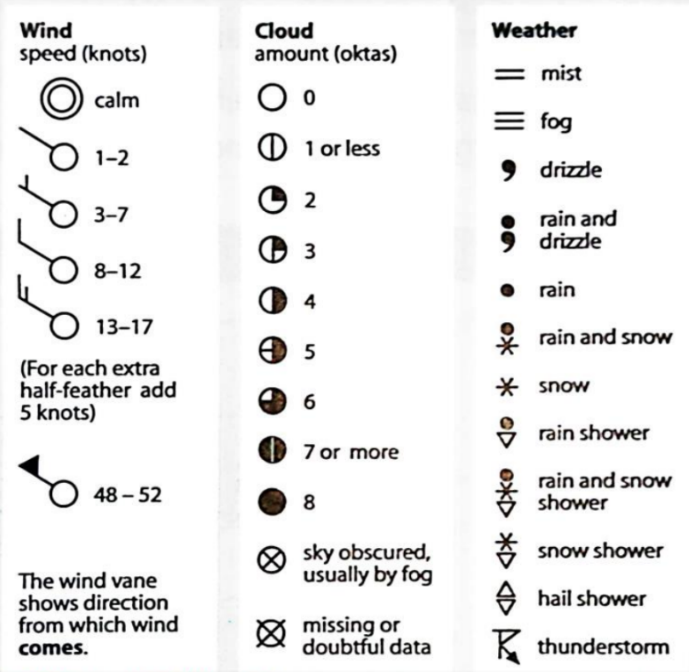 Wind
speed (knots)
calm
1–2
3–7
8–12
13–17
(For each extra
half-feather add
5 knots)
48 – 52
The wind vane
shows direction
from which wind
comes.
Cloud
amount (oktas)
0
1 or less
2
3
4
5
6
7 or more
8
sky obscured,
usually by fog
missing or
doubtful data
Weather
mist
fog
drizzle
rain and
drizzle
rain
rain and snow
snow
rain shower
rain and snow
shower
snow shower
hail shower
thunderstorm